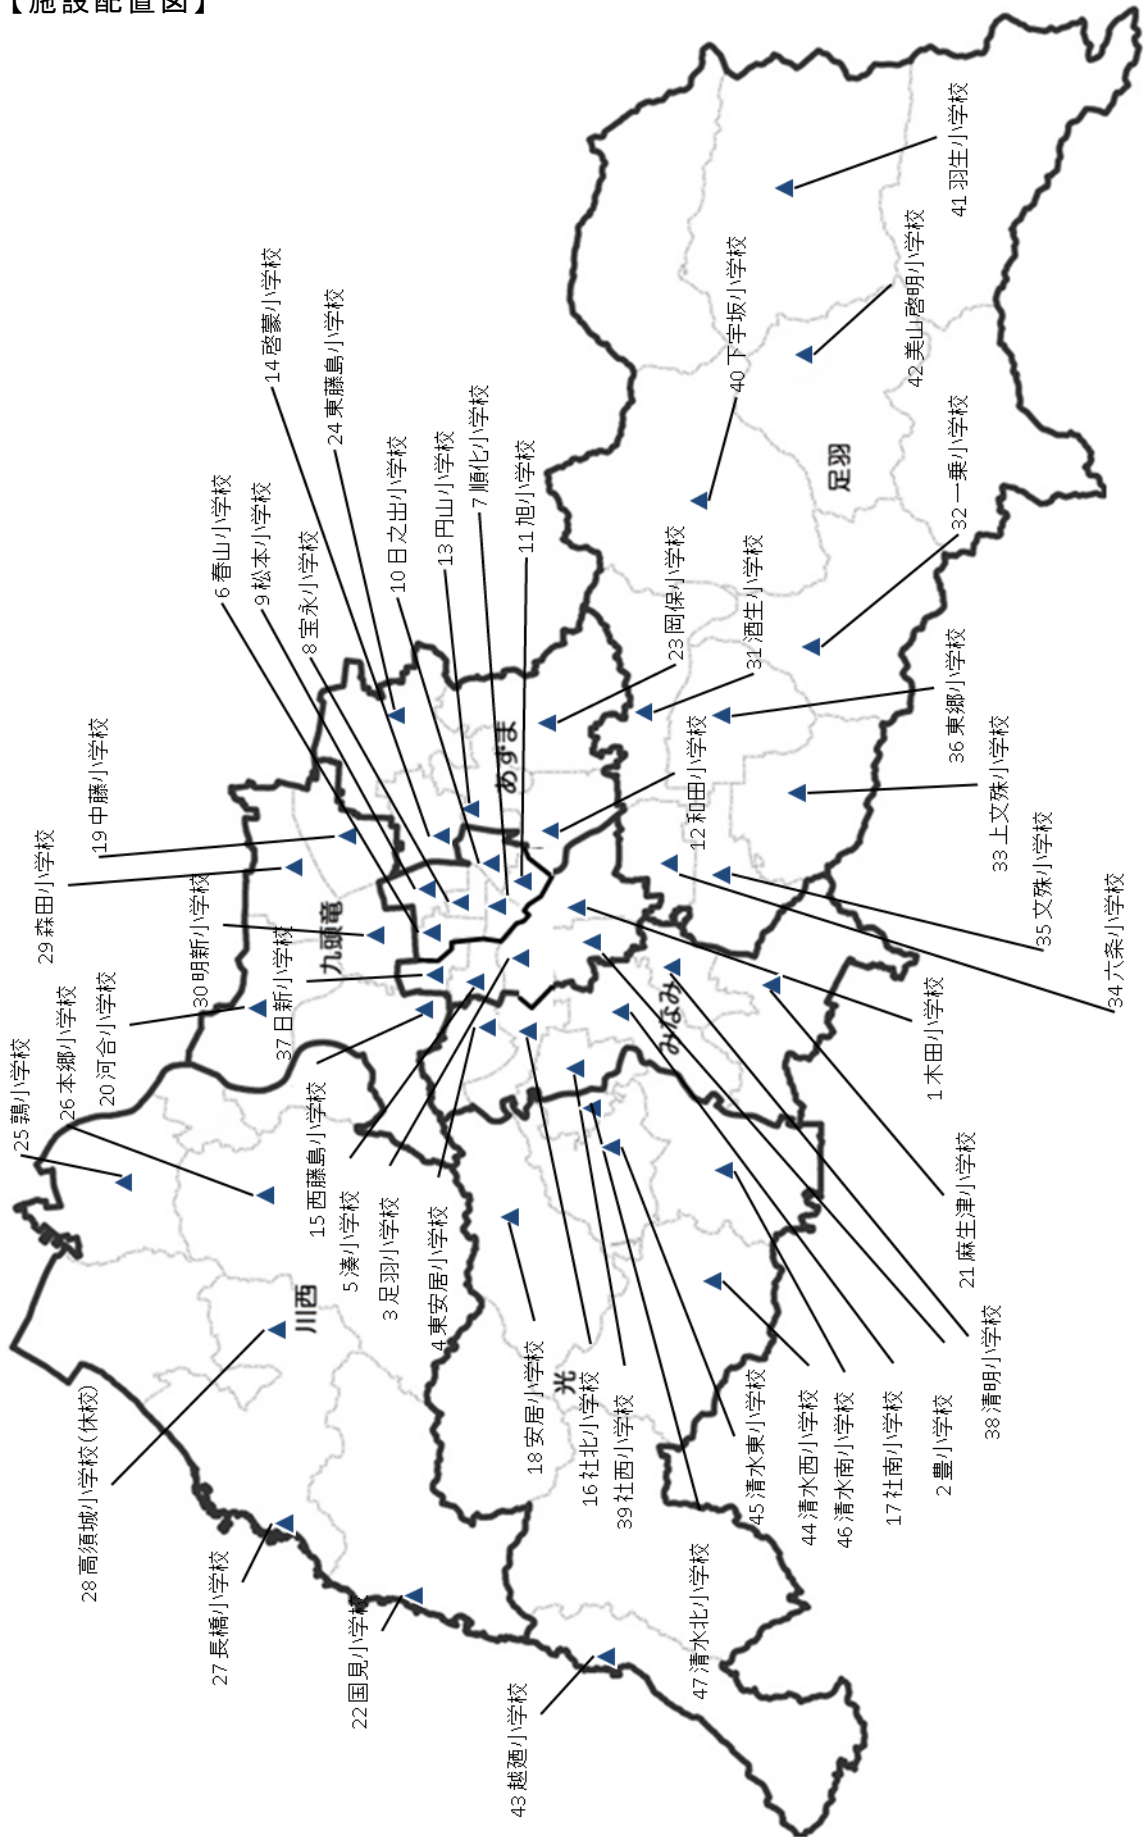 【施設配置図】
14 啓蒙小学校
24 東藤島小学校
10 日之出小学校
13 円山小学校
7 順化小学校
11 旭小学校
6 春山小学校
9 松本小学校
8 宝永小学校
19 中藤小学校
29 森田小学校
30 明新小学校
37 日新小学校
20 河合小学校
26 本郷小学校
25 鶉小学校
15 西藤島小学校
5 湊小学校
3 足羽小学校
4 東安居小学校
28 高須城小学校(休校)
27 長橋小学校
22 国見小学校
43 越廼小学校
18 安居小学校
16 社北小学校
39 社西小学校
47 清水北小学校
45 清水東小学校
44 清水西小学校
46 清水南小学校
17 社南小学校
2 豊小学校
38 清明小学校
21 麻生津小学校
1 木田小学校
34 六条小学校
35 文殊小学校
33 上文殊小学校
36 東郷小学校
12 和田小学校
31 酒生小学校
23 岡保小学校
32 一乗小学校
40 下宇坂小学校
42 美山啓明小学校
41 羽生小学校
九頭竜
あずま
川西
光
みなみ
足羽